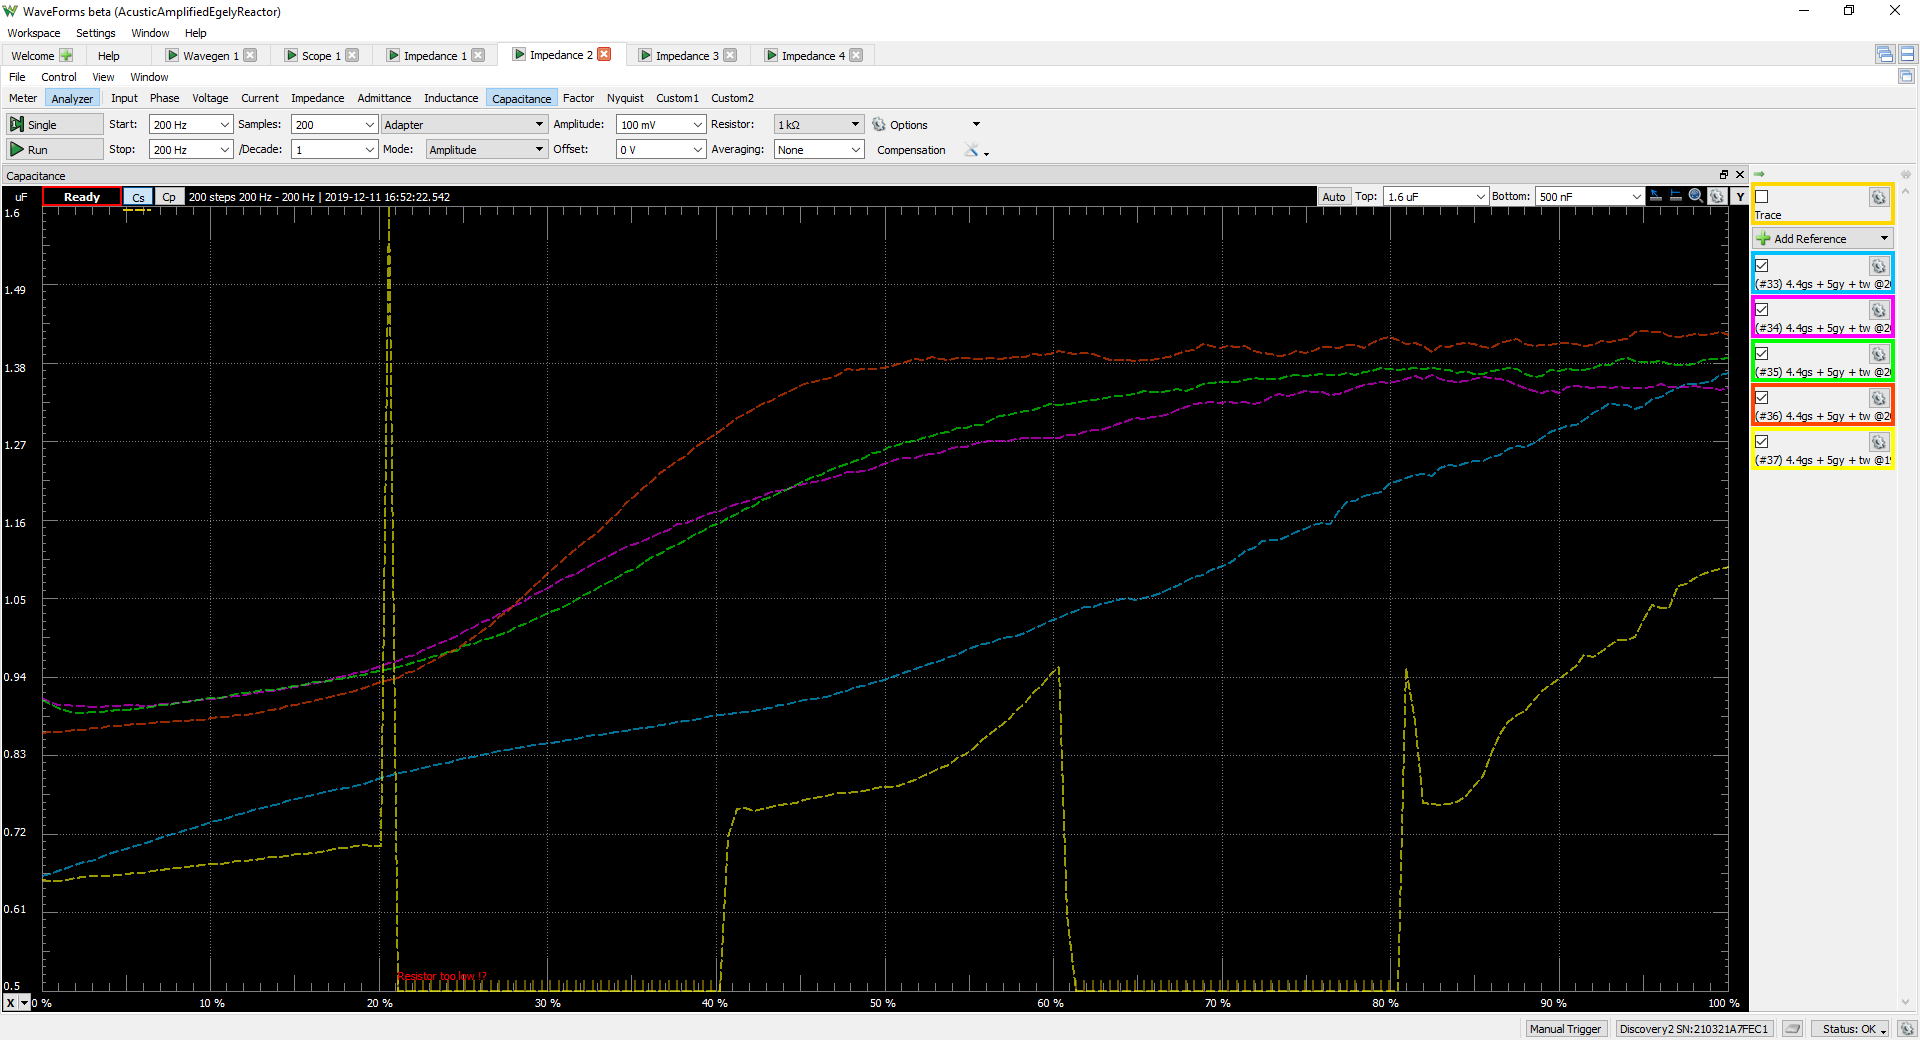 WaveForms beta (AcusticAmplifiedEgelyReactor)
Workspace Settings Window Help
Welcome Help Wavegen 1 Scope 1 Impedance 1 Impedance 2 Impedance 3 Impedance 4
File Control View Window
Meter Analyzer Input Phase Voltage Current Impedance Admittance Inductance Capacitance Factor Nyquist Custom1 Custom2
Single Start: 200 Hz Samples: 200 Adapter Amplitude: 100 mV Resistor: 1 kΩ Options
Run Stop: 200 Hz /Decade: 1 Mode: Amplitude Offset: 0 V Averaging: None Compensation
Capacitance
uF Ready Cs Cp 200 steps 200 Hz - 200 Hz | 2019-12-11 16:52:22.542 Auto Top: 1.6 uF Bottom: 500 nF Y
1.6
1.49
1.38
1.27
1.16
1.05
0.94
0.83
0.72
0.61
0.5
Resistor too low !?
X 0 % 10 % 20 % 30 % 40 % 50 % 60 % 70 % 80 % 90 % 100 %
Trace
Add Reference
(#33) 4.4gs + 5gy + tw @2
(#34) 4.4gs + 5gy + tw @2
(#35) 4.4gs + 5gy + tw @2
(#36) 4.4gs + 5gy + tw @2
(#37) 4.4gs + 5gy + tw @1
Manual Trigger Discovery2 SN:210321A7FEC1 Status: OK